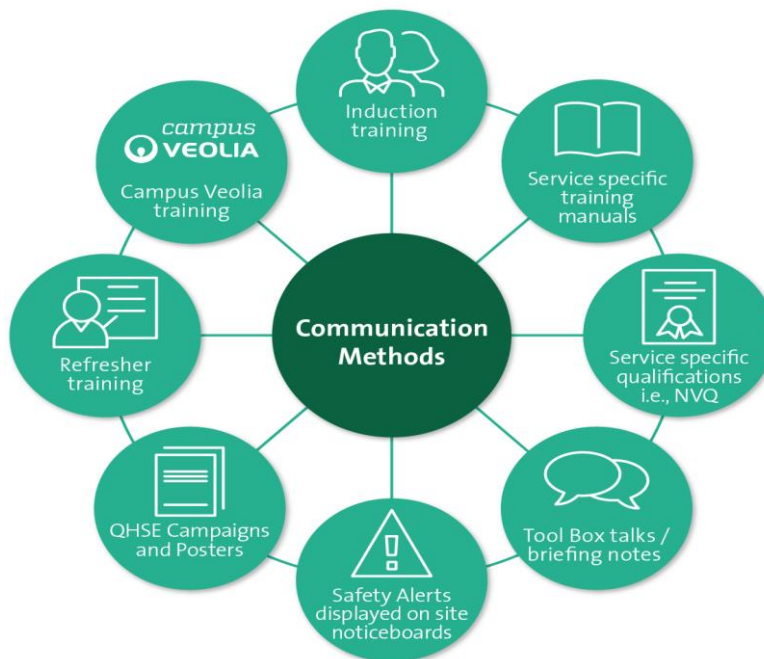 Communication
Methods
Induction
training
Service specific
training
manuals
Service specific
qualifications
i.e., NVQ
Tool Box talks /
briefing notes
Safety Alerts
displayed on site
noticeboards
QHSE Campaigns
and Posters
Refresher
training
campus
VEOLIA
Campus Veolia
training